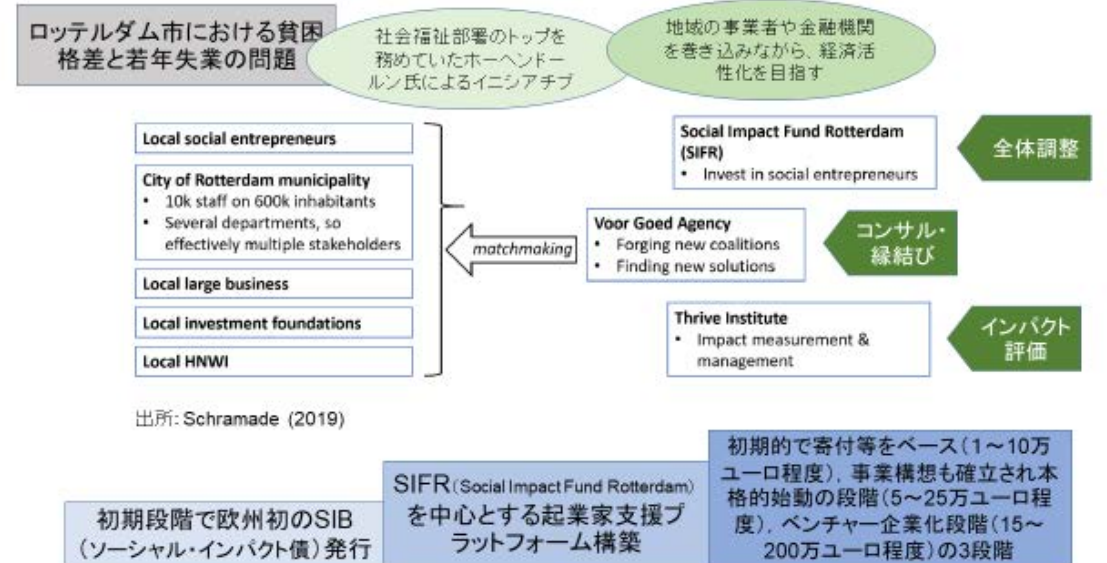 ロッテルダム市における貧困
格差と若年失業の問題
社会福祉部署のトップを
務めていたホーヘンドー
ルン氏によるイニシアチブ
地域の事業者や金融機関
を巻き込みながら、経済活
性化を目指す
Local social entrepreneurs
City of Rotterdam municipality
• 10k staff on 600k inhabitants
• Several departments, so
effectively multiple stakeholders
Local large business
Local investment foundations
Local HNWI
matchmaking
Social Impact Fund Rotterdam
(SIFR)
• Invest in social entrepreneurs
全体調整
Voor Goed Agency
• Forging new coalitions
• Finding new solutions
コンサル・
縁結び
Thrive Institute
• Impact measurement &
management
インパクト
評価
出所: Schramade (2019)
初期段階で欧州初のSIB
（ソーシャル・インパクト債）発行
SIFR（Social Impact Fund Rotterdam）
を中心とする起業家支援プ
ラットフォーム構築
初期的で寄付等をベース（1～10万
ユーロ程度），事業構想も確立され本
格的始動の段階（5～25万ユーロ程
度），ベンチャー企業化段階（15～
200万ユーロ程度）の3段階